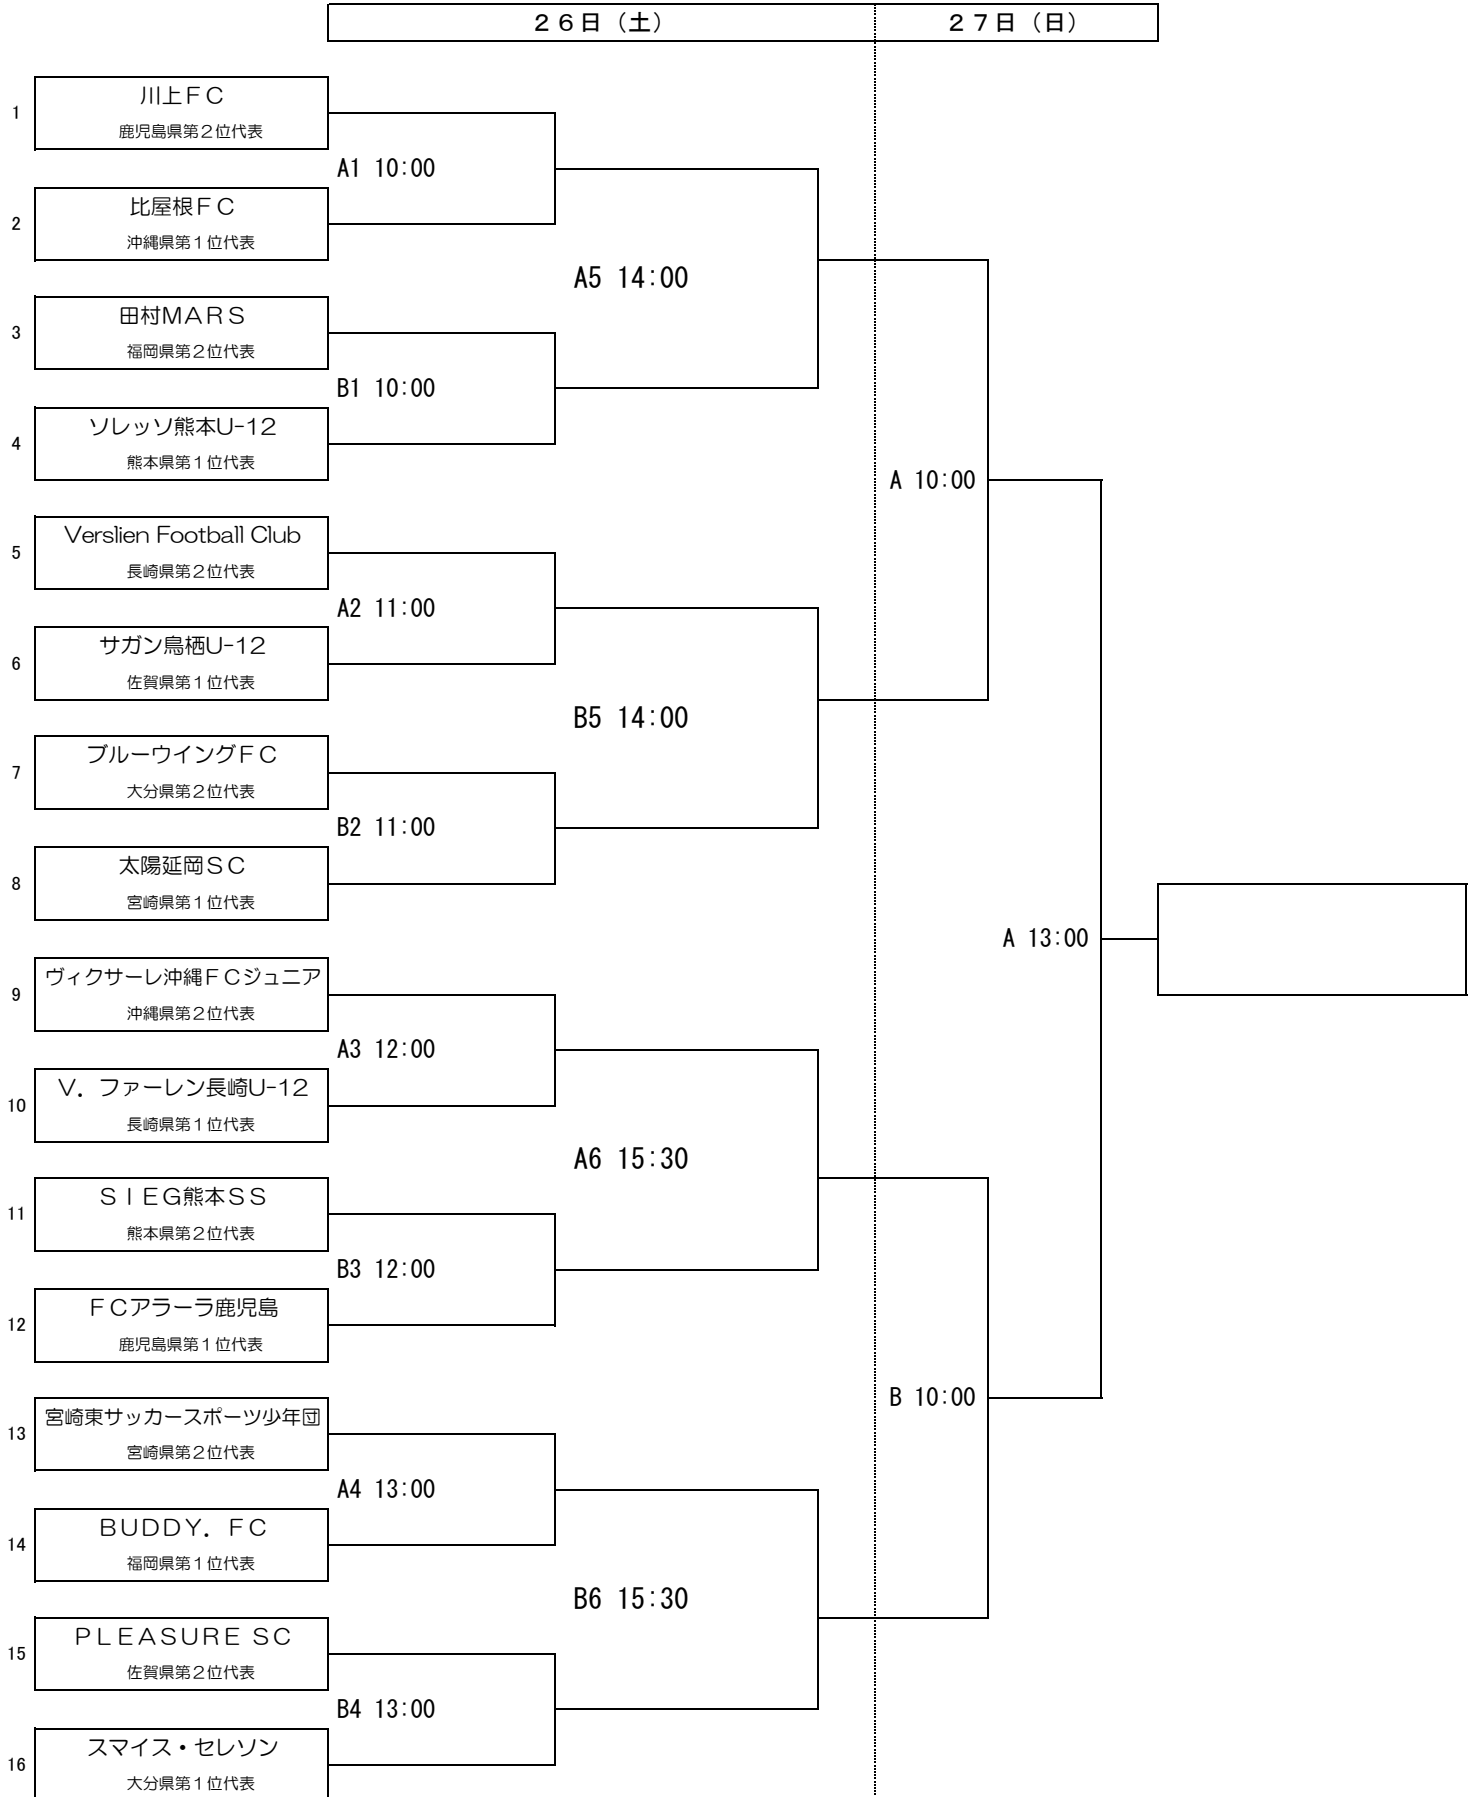 ２６日（土） ２７日（日）
川上ＦＣ
1
鹿児島県第２位代表
A1 10:00
比屋根ＦＣ
2
沖縄県第１位代表
A5 14:00
田村ＭＡＲＳ
3
福岡県第２位代表
B1 10:00
ソレッソ熊本U-12
4
熊本県第１位代表
A 10:00
Verslien Football Club
5
長崎県第２位代表
A2 11:00
サガン鳥栖U-12
6
佐賀県第１位代表
B5 14:00
ブルーウイングＦＣ
7
大分県第２位代表
B2 11:00
太陽延岡ＳＣ
8
宮崎県第１位代表
A 13:00
ヴィクサーレ沖縄ＦＣジュニア
9
沖縄県第２位代表
A3 12:00
Ｖ．ファーレン長崎U-12
10
長崎県第１位代表
A6 15:30
ＳＩＥＧ熊本ＳＳ
11
熊本県第２位代表
B3 12:00
ＦＣアラーラ鹿児島
12
鹿児島県第１位代表
B 10:00
宮崎東サッカースポーツ少年団
13
宮崎県第２位代表
A4 13:00
ＢＵＤＤＹ．ＦＣ
14
福岡県第１位代表
B6 15:30
ＰＬＥＡＳＵＲＥ ＳＣ
15
佐賀県第２位代表
B4 13:00
スマイス・セレソン
16
大分県第１位代表